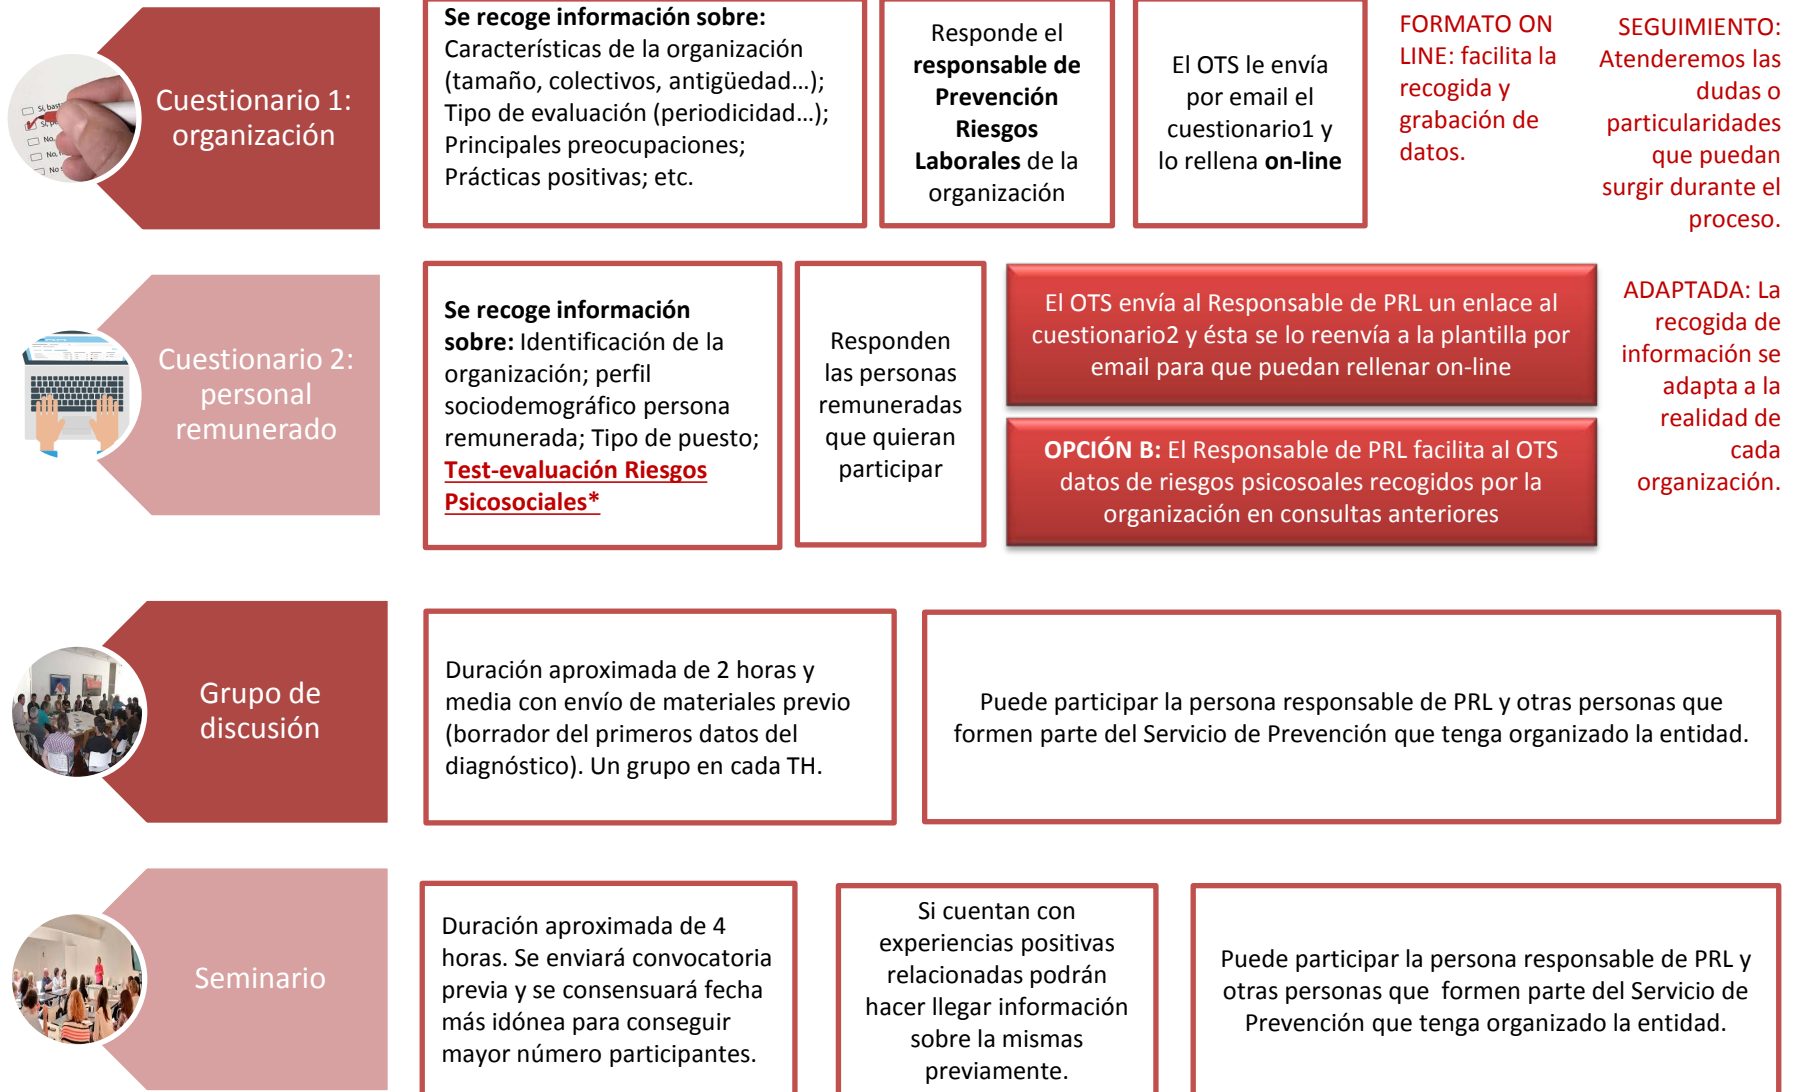 Cuestionario 1:
organización
Se recoge información sobre:
Características de la organización
(tamaño, colectivos, antigüedad...);
Tipo de evaluación (periodicidad...);
Principales preocupaciones;
Prácticas positivas; etc.
Responde el
responsable de
Prevención
Riesgos
Laborales de la
organización
El OTS le envía
por email el
cuestionario1 y
lo rellena on-line
FORMATO ON
LINE: facilita la
recogida y
grabación de
datos.
SEGUIMIENTO:
Atenderemos las
dudas o
particularidades
que puedan
surgir durante el
proceso.
Cuestionario 2:
personal
remunerado
Se recoge información
sobre: Identificación de la
organización; perfil
sociodemográfico persona
remunerada; Tipo de puesto;
Test-evaluación Riesgos
Psicosociales*
Responden
las personas
remuneradas
que quieran
participar
El OTS envía al Responsable de PRL un enlace al
cuestionario2 y ésta se lo reenvía a la plantilla por
email para que puedan rellenar on-line
OPCIÓN B: El Responsable de PRL facilita al OTS
datos de riesgos psicosoales recogidos por la
organización en consultas anteriores
ADAPTADA: La
recogida de
información se
adapta a la
realidad de
cada
organización.
Grupo de
discusión
Duración aproximada de 2 horas y
media con envío de materiales previo
(borrador del primeros datos del
diagnóstico). Un grupo en cada TH.
Puede participar la persona responsable de PRL y otras personas que
formen parte del Servicio de Prevención que tenga organizado la entidad.
Seminario
Duración aproximada de 4
horas. Se enviará convocatoria
previa y se consensuará fecha
más idónea para conseguir
mayor número participantes.
Si cuentan con
experiencias positivas
relacionadas podrán
hacer llegar información
sobre la mismas
previamente.
Puede participar la persona responsable de PRL y
otras personas que formen parte del Servicio de
Prevención que tenga organizado la entidad.